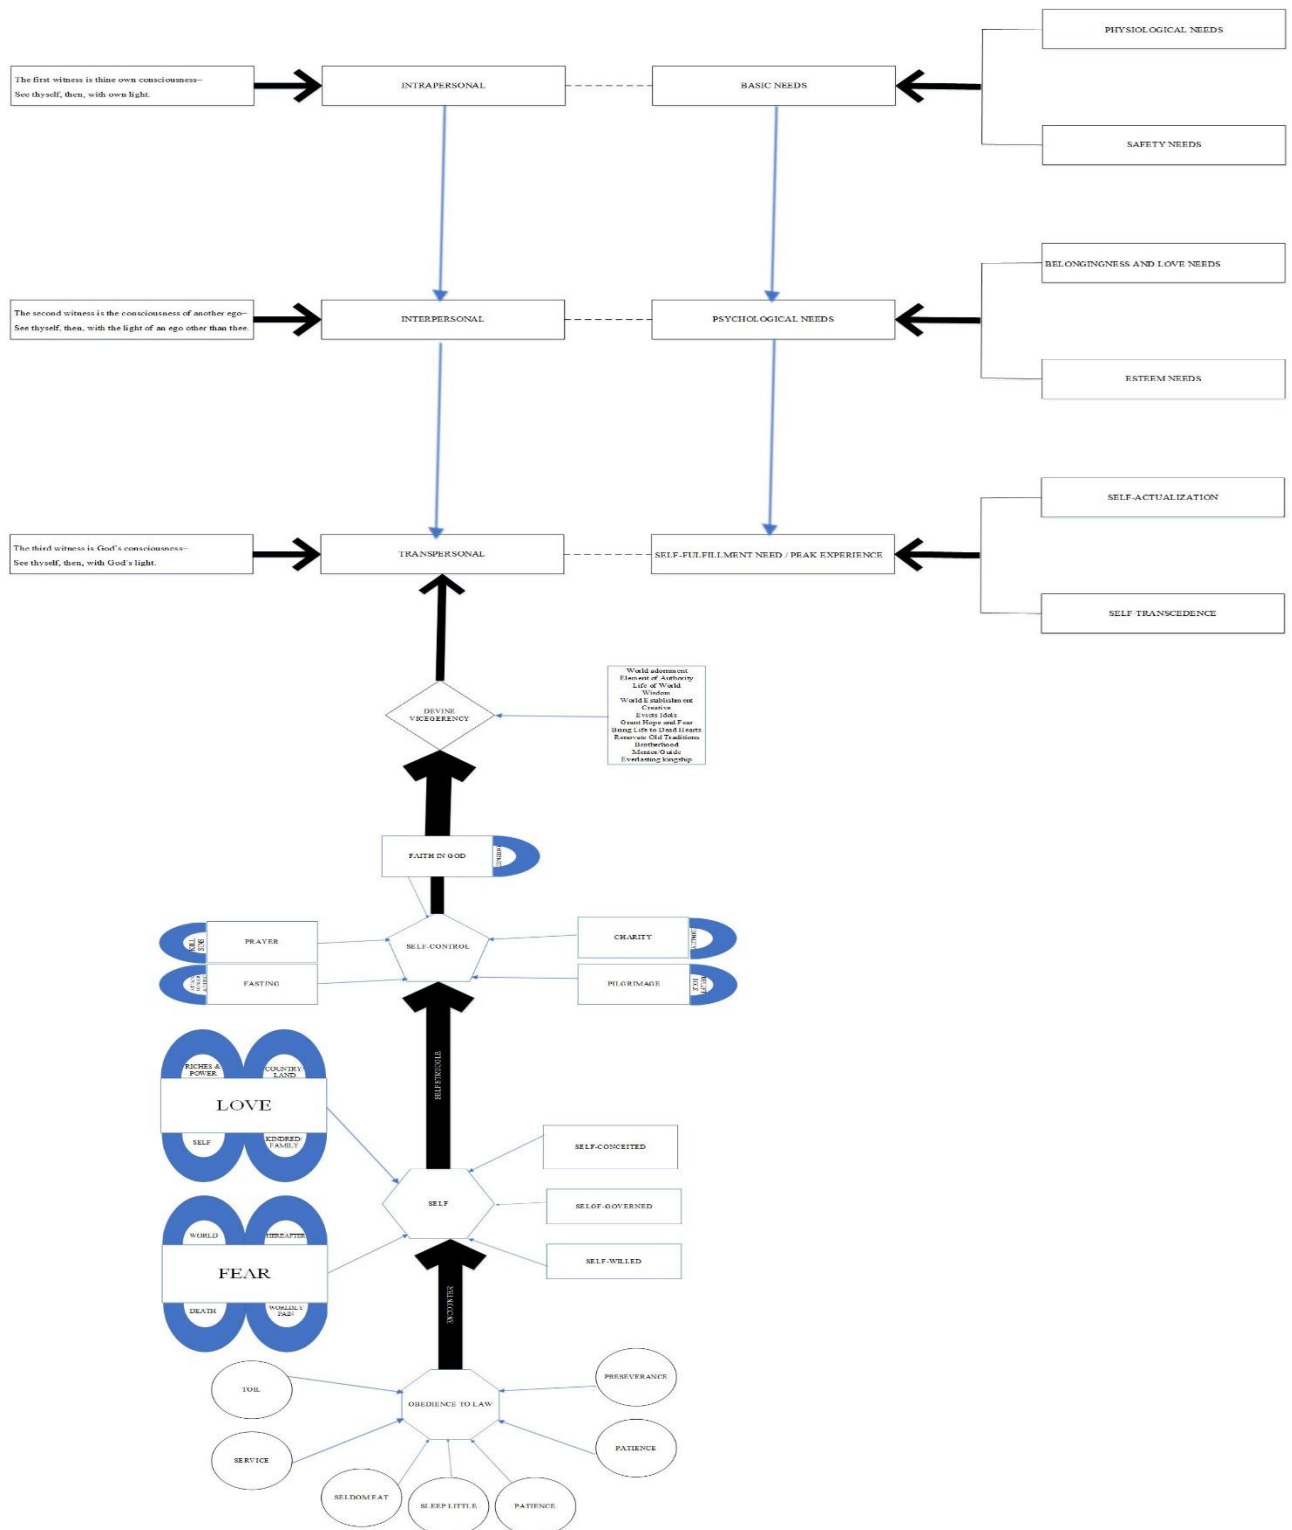 PHYSIOLOGICAL NEEDS
The first witness is thine own consciousness–
See thyself, then, with own light.
INTRAPERSONAL
BASIC NEEDS
SAFETY NEEDS
BELONGINGNESS AND LOVE NEEDS
The second witness is the consciousness of another ego–
See thyself, then, with the light of an ego other than thee.
INTERPERSONAL
PSYCHOLOGICAL NEEDS
ESTEEM NEEDS
SELF-ACTUALIZATION
The third witness is God's consciousness–
See thyself, then, with God's light.
TRANSPERSONAL
SELF-FULFILLMENT NEED / PEAK EXPERIENCE
SELF-TRANSCEDENCE
DEVINE
VICEGERENCY
World adornment
Element of Authority
Life of World
Wisdom
World Establishment
Creative
Evicts Idols
Grant Hope and Fear
Bring Life to Dead Hearts
Renovate Old Traditions
Brotherhood
Mentor/Guide
Everlasting kingship
FAITH IN GOD
PRAYER
SELF-CONTROL
CHARITY
FASTING
PILGRIMAGE
SELF STRUGGLE
RICHES &
POWER
COUNTRY
LAND
LOVE
SELF
KINDRED/
FAMILY
SELF-CONCEITED
SELF
SELOF-GOVERNED
SELF-WILLED
WORLD
HEREAFTER
FEAR
DEATH
WORLDLY
PAIN
ENCOUNTER
TOIL
PRESEVERANCE
OBEDIENCE TO LAW
SERVICE
PATIENCE
SELDOM EAT
SLEEP LITTLE
PATIENCE